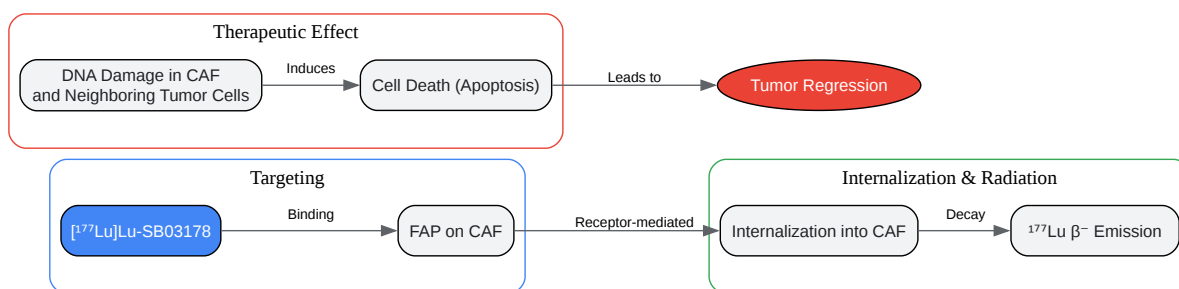 Therapeutic Effect
DNA Damage in CAF
and Neighboring Tumor Cells
Induces
Cell Death (Apoptosis)
Leads to
Tumor Regression
Targeting
[¹⁷⁷Lu]Lu-SB03178
Binding
FAP on CAF
Receptor-mediated
Internalization & Radiation
Internalization into CAF
Decay
¹⁷⁷Lu β⁻ Emission